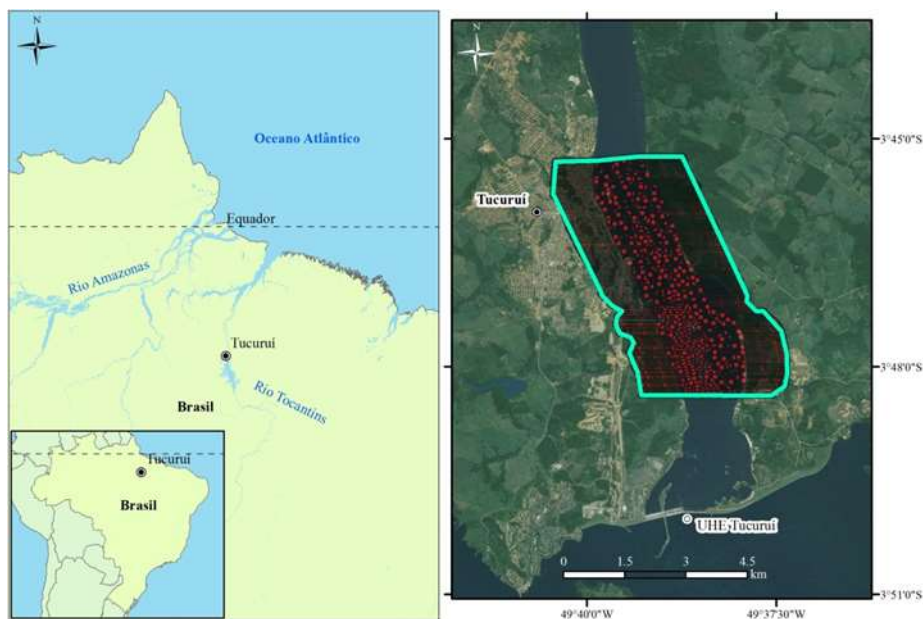 N
Oceano Atlântico
Equador
Rio Amazonas
Tucuruí
Rio Tocantins
Brasil
Tucuruí
Brasil
N
3°45'0"S
Tucuruí
3°48'0"S
UHE Tucuruí
0 1.5 3 4.5
km
3°51'0"S
49°40'0"W 49°37'30"W